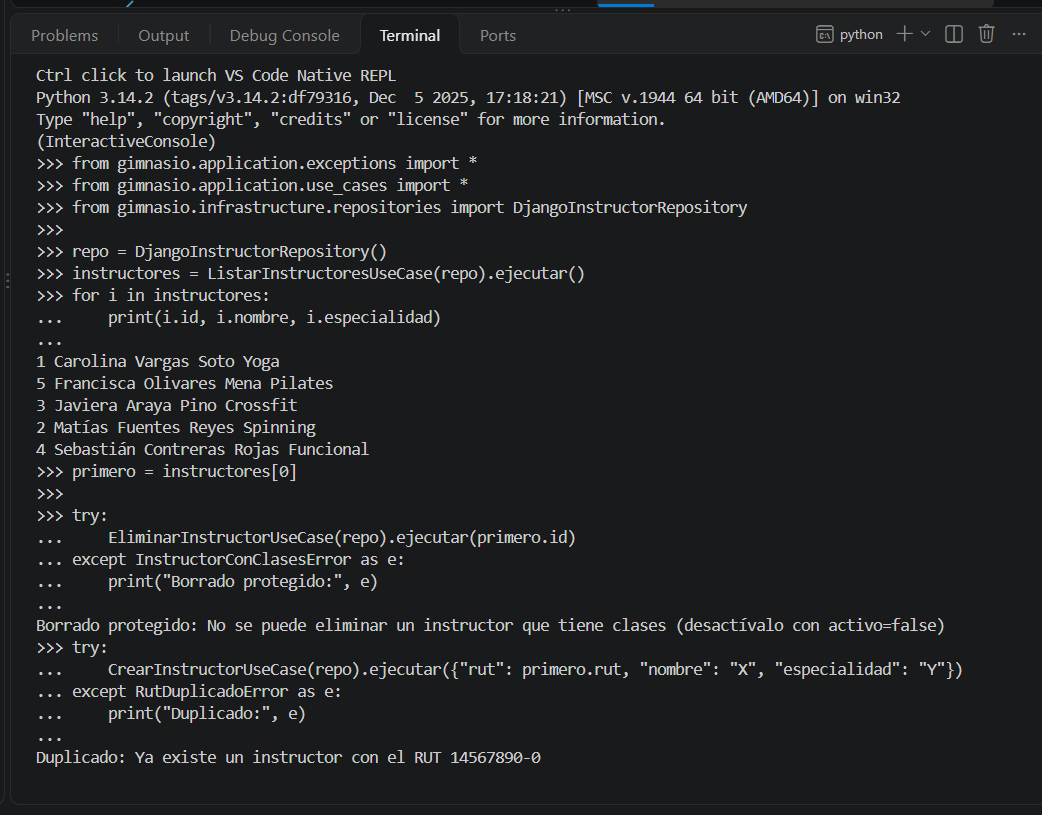 Problems Output Debug Console Terminal Ports python
Ctrl click to launch VS Code Native REPL
Python 3.14.2 (tags/v3.14.2:df79316, Dec  5 2025, 17:18:21) [MSC v.1944 64 bit (AMD64)] on win32
Type "help", "copyright", "credits" or "license" for more information.
(InteractiveConsole)
>>> from gimnasio.application.exceptions import *
>>> from gimnasio.application.use_cases import *
>>> from gimnasio.infrastructure.repositories import DjangoInstructorRepository
>>>
>>> repo = DjangoInstructorRepository()
>>> instructores = ListarInstructoresUseCase(repo).ejecutar()
>>> for i in instructores:
...     print(i.id, i.nombre, i.especialidad)
...
1 Carolina Vargas Soto Yoga
5 Francisca Olivares Mena Pilates
3 Javiera Araya Pino Crossfit
2 Matías Fuentes Reyes Spinning
4 Sebastián Contreras Rojas Funcional
>>> primero = instructores[0]
>>>
>>> try:
...     EliminarInstructorUseCase(repo).ejecutar(primero.id)
... except InstructorConClasesError as e:
...     print("Borrado protegido:", e)
...
Borrado protegido: No se puede eliminar un instructor que tiene clases (desactívalo con activo=false)
>>> try:
...     CrearInstructorUseCase(repo).ejecutar({"rut": primero.rut, "nombre": "X", "especialidad": "Y"})
... except RutDuplicadoError as e:
...     print("Duplicado:", e)
...
Duplicado: Ya existe un instructor con el RUT 14567890-0